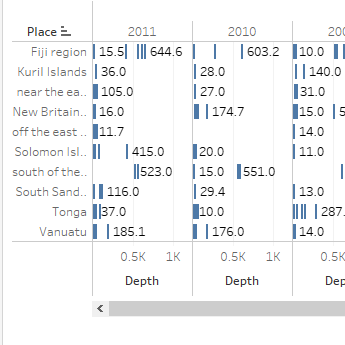 Place 2011 2010 20
Fiji region 15.5 644.6 603.2 10.0
Kuril Islands 36.0 28.0 140.0
near the ea.. 105.0 27.0 31.0
New Britain.. 16.0 174.7 15.0 5
off the east .. 11.7 14.0
Solomon Isl.. 415.0 20.0 11.0
south of the.. 523.0 15.0 551.0
South Sand.. 116.0 29.4 13.0
Tonga 37.0 10.0 287.
Vanuatu 185.1 176.0 14.0
0.5K 1K 0.5K 1K 0.5K
Depth Depth Depth